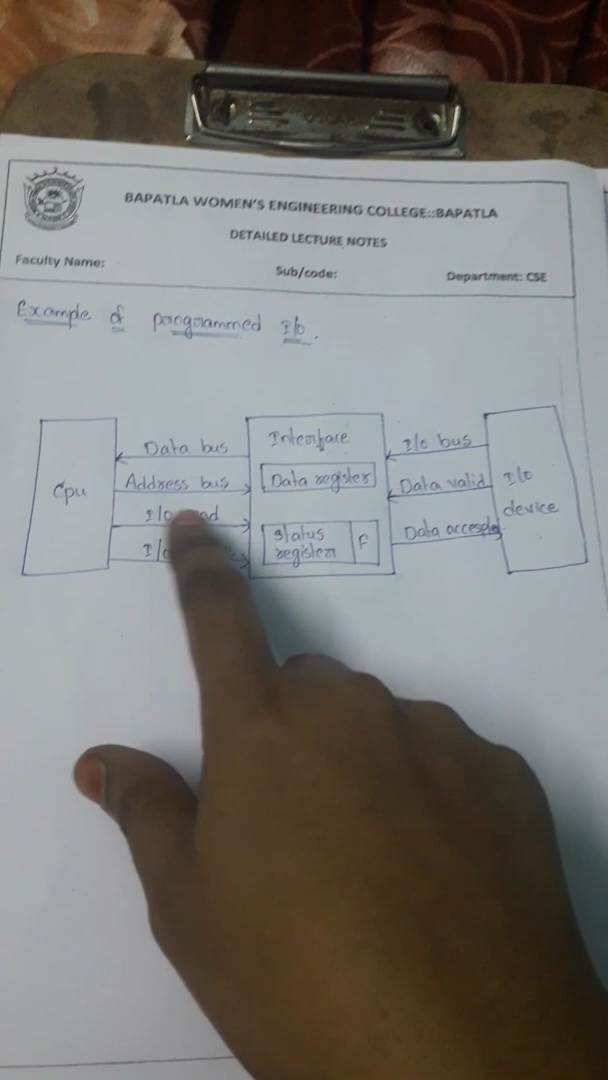 BAPATLA WOMEN'S ENGINEERING COLLEGE::BAPATLA
DETAILED LECTURE NOTES
Faculty Name:
Sub/code:
Department: CSE
Example of programmed I/o.
Cpu
Data bus
Address bus
I/o
I/o
Interface
Data register
status
register
F
I/o bus
Data valid
Data accepted
I/o
device